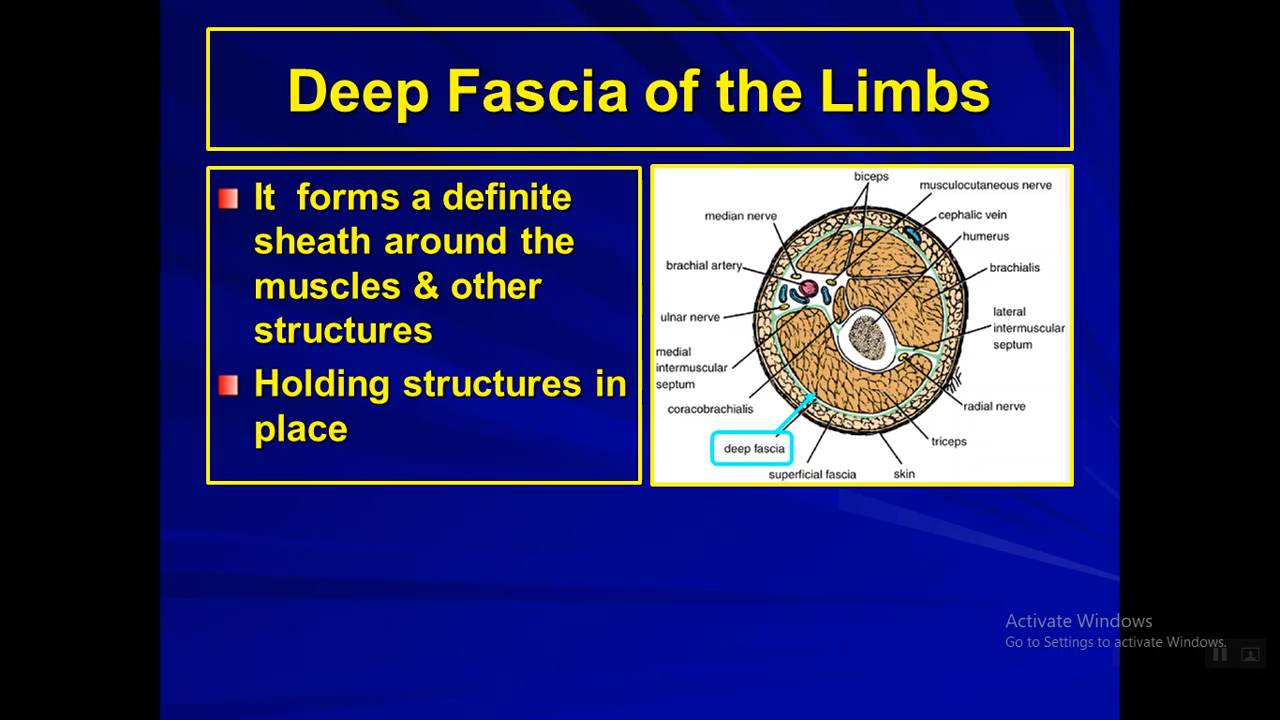 Deep Fascia of the Limbs
It forms a definite
sheath around the
muscles & other
structures
Holding structures in
place
biceps
musculocutaneous nerve
median nerve
cephalic vein
humerus
brachial artery
brachialis
ulnar nerve
lateral
intermuscular
septum
medial
intermuscular
septum
coracobrachialis
radial nerve
triceps
deep fascia
superficial fascia
skin
Activate Windows
Go to Settings to activate Windows.